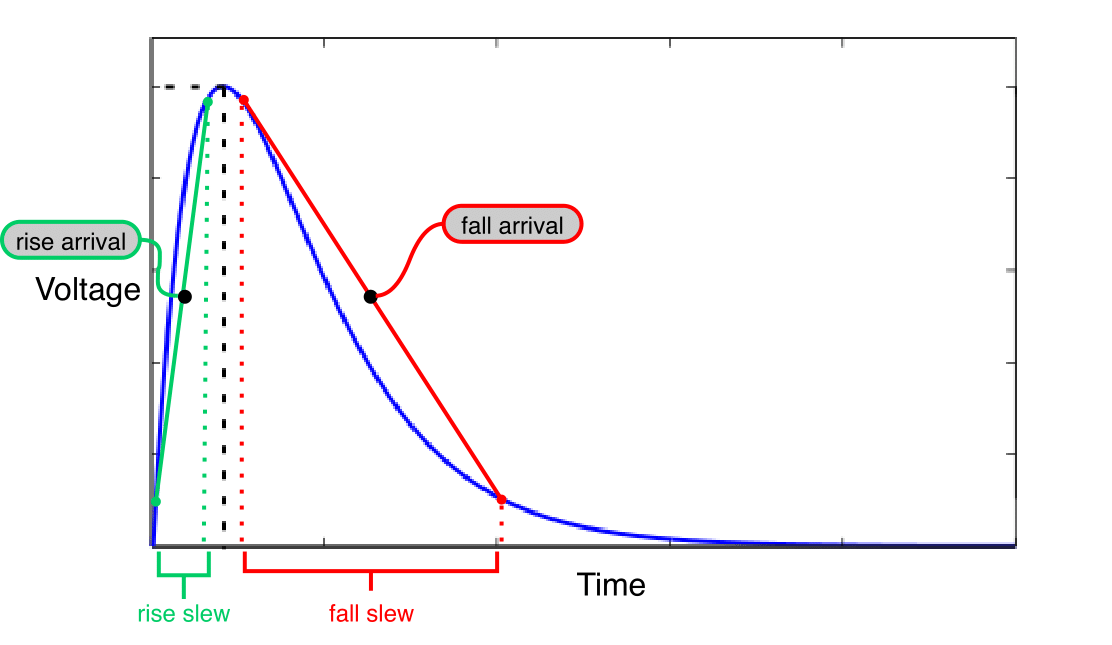 rise arrival
fall arrival
Voltage
Time
rise slew
fall slew